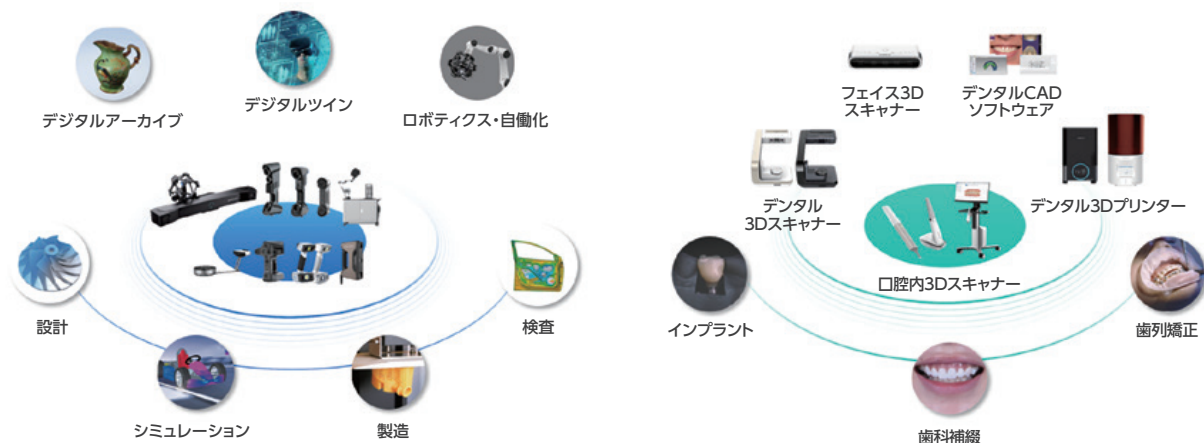 デジタルアーカイブ
デジタルツイン
ロボティクス・自働化
設計
シミュレーション
製造
検査
フェイス3D
スキャナー
デンタルCAD
ソフトウェア
デンタル
3Dスキャナー
デンタル3Dプリンター
口腔内3Dスキャナー
インプラント
歯科補綴
歯列矯正